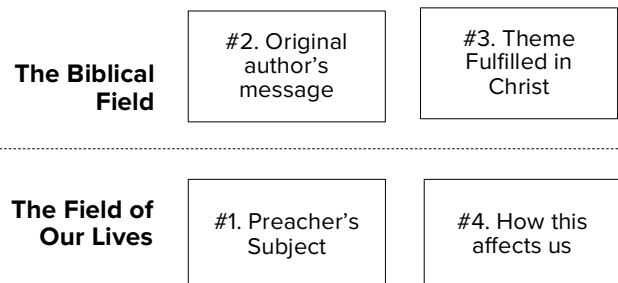 The Biblical
Field
#2. Original
author's
message
#3. Theme
Fulfilled in
Christ
The Field of
Our Lives
#1. Preacher's
Subject
#4. How this
affects us